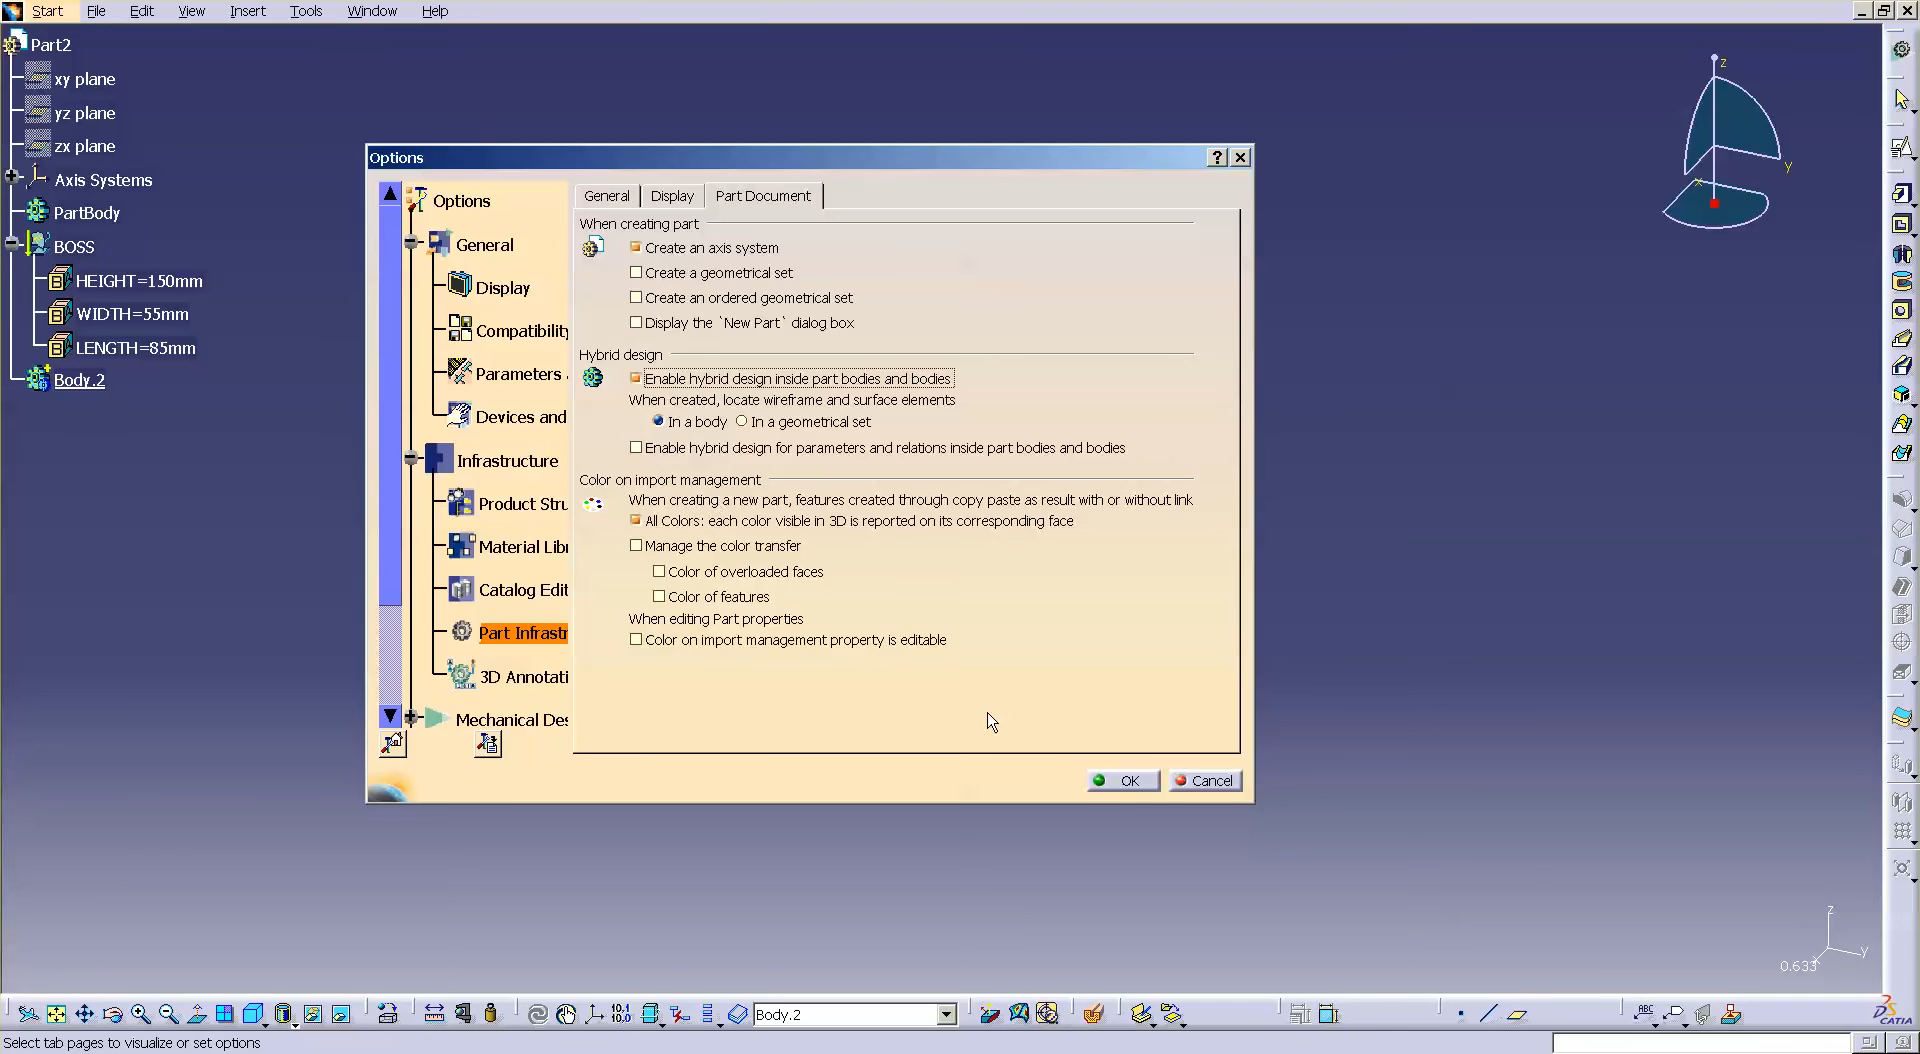 Start File Edit View Insert Tools Window Help
Part2
xy plane
yz plane
zx plane
Axis Systems
PartBody
BOSS
HEIGHT=150mm
WIDTH=55mm
LENGTH=85mm
Body.2
z
y
x
Options
?
Options
General
Display
Compatibility
Parameters
Devices and
Infrastructure
Product Stru
Material Libr
Catalog Edit
Part Infrastr
3D Annotati
Mechanical Des
General Display Part Document
When creating part
Create an axis system
Create a geometrical set
Create an ordered geometrical set
Display the `New Part` dialog box
Hybrid design
Enable hybrid design inside part bodies and bodies
When created, locate wireframe and surface elements
In a body In a geometrical set
Enable hybrid design for parameters and relations inside part bodies and bodies
Color on import management
When creating a new part, features created through copy paste as result with or without link
All Colors: each color visible in 3D is reported on its corresponding face
Manage the color transfer
Color of overloaded faces
Color of features
When editing Part properties
Color on import management property is editable
OK Cancel
z
y
0.633
10,1
10,0
Body.2
ABC
CATIA
Select tab pages to visualize or set options